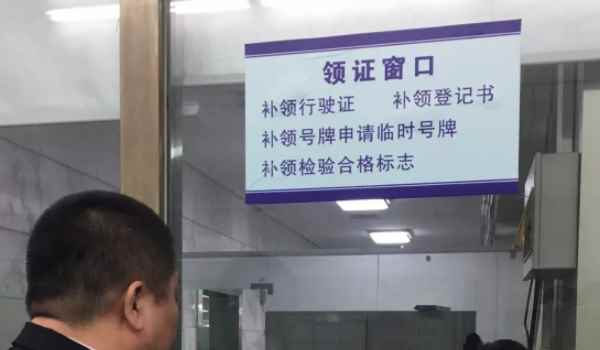 领证窗口
补领行驶证 补领登记书
补领号牌申请临时号牌
补领检验合格标志